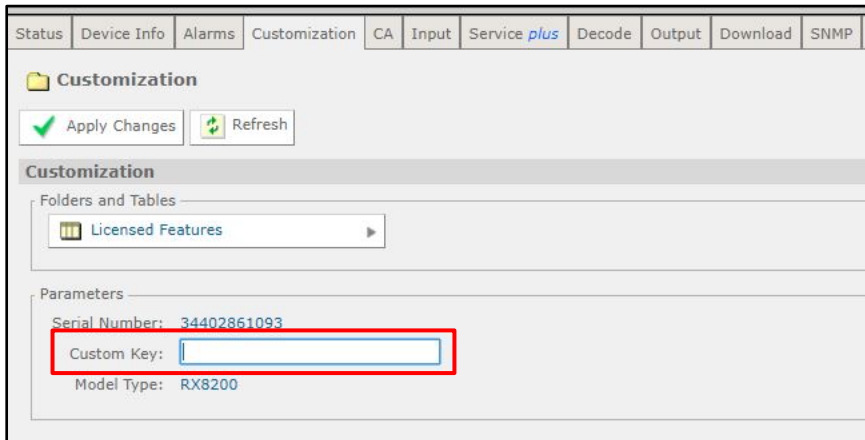 Status Device Info Alarms Customization CA Input Service plus Decode Output Download SNMP
Customization
Apply Changes Refresh
Customization
Folders and Tables
Licensed Features
Parameters
Serial Number: 34402861093
Custom Key:
Model Type: RX8200